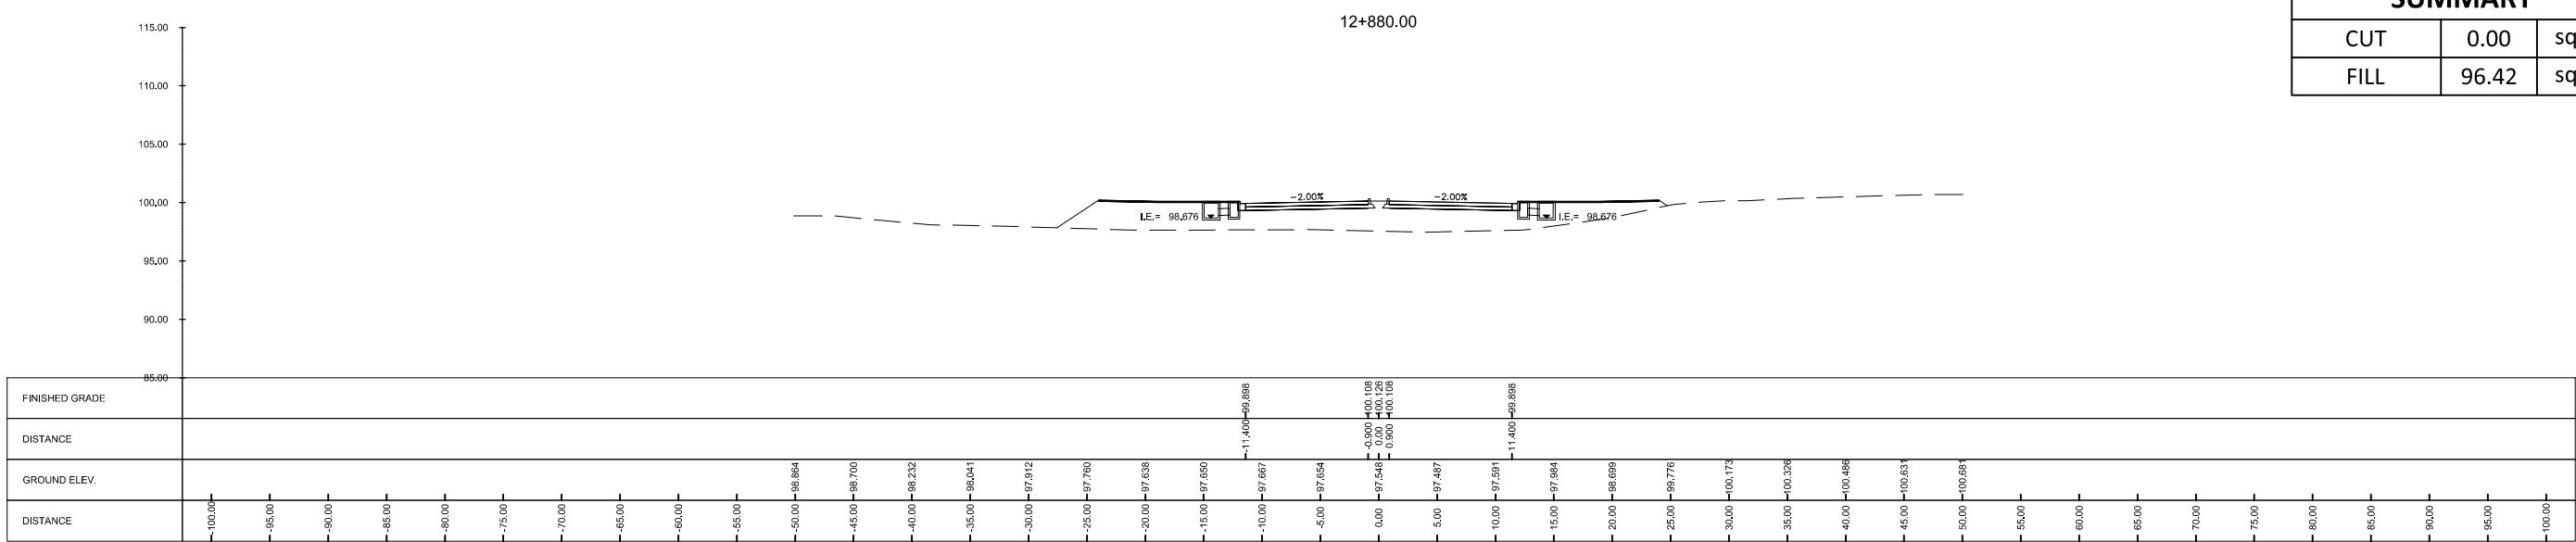 12+880.00
SUMMARY
CUT 0.00 sq
FILL 96.42 sq
115.00
110.00
105.00
100.00
95.00
90.00
85.00
-2.00% -2.00%
I.E.= 98.676 I.E.= 98.676
FINISHED GRADE 99.898 100.108 100.126 100.108 99.898
DISTANCE -11.400 -0.900 0.00 0.900 11.400
GROUND ELEV. 98.864 98.700 98.232 98.041 97.912 97.760 97.638 97.650 97.667 97.654 97.548 97.487 97.591 97.984 98.699 99.776 100.173 100.326 100.486 100.631 100.681
DISTANCE -100.00 -95.00 -90.00 -85.00 -80.00 -75.00 -70.00 -65.00 -60.00 -55.00 -50.00 -45.00 -40.00 -35.00 -30.00 -25.00 -20.00 -15.00 -10.00 -5.00 0.00 5.00 10.00 15.00 20.00 25.00 30.00 35.00 40.00 45.00 50.00 55.00 60.00 65.00 70.00 75.00 80.00 85.00 90.00 95.00 100.00